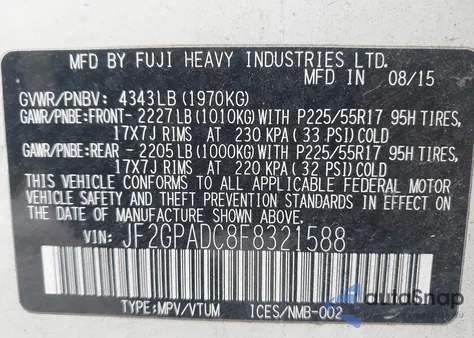 MFD BY FUJI HEAVY INDUSTRIES LTD.
08/15
GVWR/PNBV: 4343LB (1970KG)
GAWR/PNBE:FRONT- 2227 LB (1010KG) WITH P225/55R17 95H TIRES,
17X7J RIMS AT 230 KPA (33 PSI) COLD
GAWR/PNBE:REAR - 2205 LB (1000KG) WITH P225/55R17 95H TIRES,
17X7J RIMS AT 220 KPA (32 PSI) COLD
THIS VEHICLE CONFORMS TO ALL APPLICABLE FEDERAL MOTOR
VEHICLE SAFETY AND THEFT PREVENTION STANDARDS IN EFFECT
ON THE DATE OF MANUFACTURE SHOWN ABOVE.
VIN: JF2GPADC8F8321588
TYPE:MPV/VTUM ICES/NMB-002
autoSnap